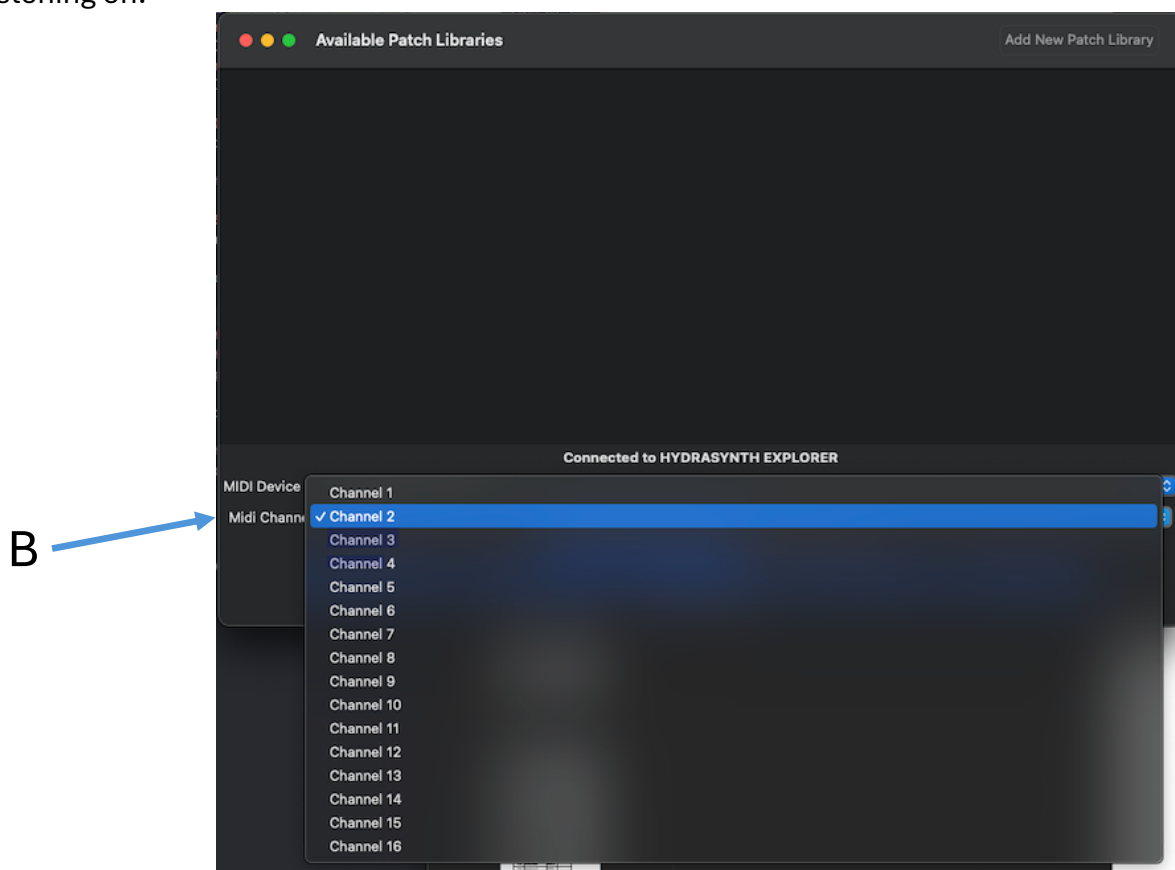 Available Patch Libraries Add New Patch Library
Connected to HYDRASYNTH EXPLORER
MIDI Device
Channel 1
Midi Chann ✓ Channel 2
B
Channel 3
Channel 4
Channel 5
Channel 6
Channel 7
Channel 8
Channel 9
Channel 10
Channel 11
Channel 12
Channel 13
Channel 14
Channel 15
Channel 16